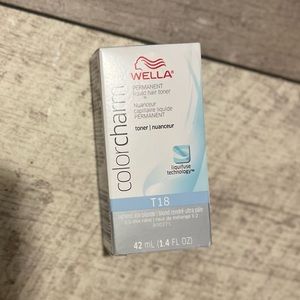 WELLA
colorcharm
PERMANENT
liquid hair toner
Nuanceur
capillaire liquide
PERMANENT
toner | nuanceur
liquifuse
technology™
T18
42 mL (1.4 FL OZ)